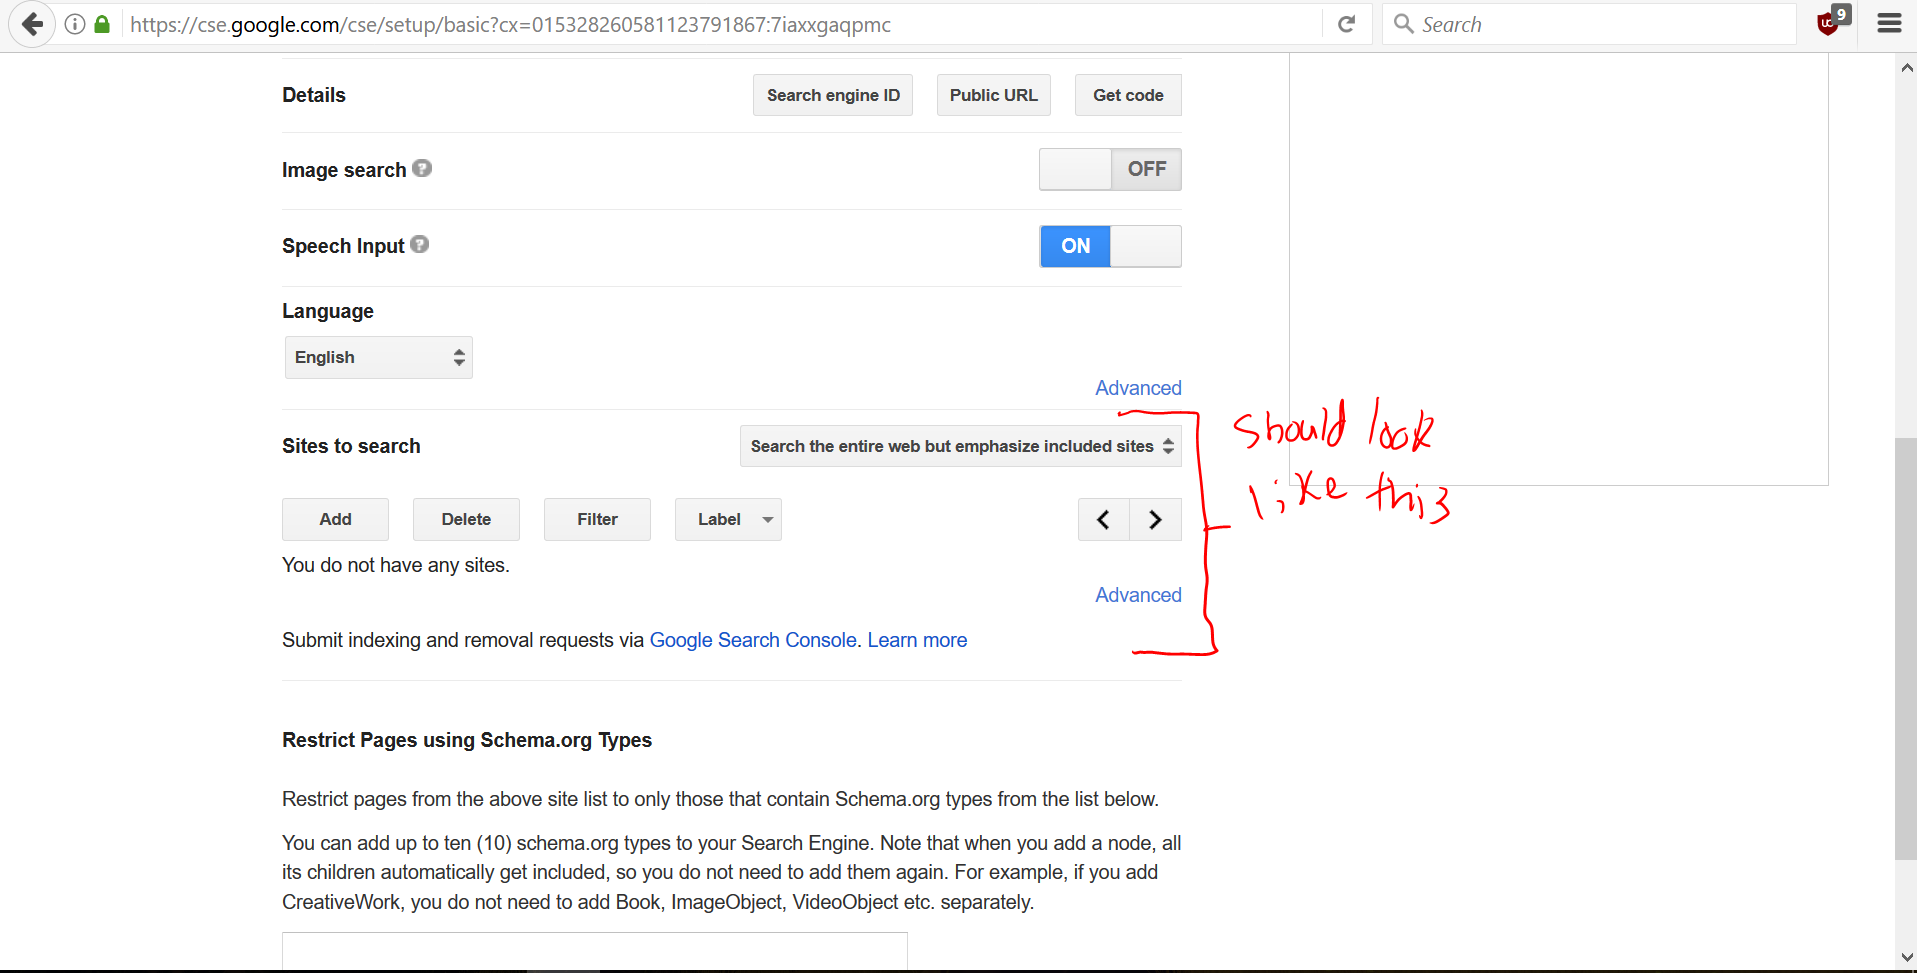 https://cse.google.com/cse/setup/basic?cx=015328260581123791867:7iaxxgaqpmc
Search
9
Details
Search engine ID
Public URL
Get code
Image search ?
OFF
Speech Input ?
ON
Language
English
Advanced
Sites to search
Search the entire web but emphasize included sites
should look
like this
Add
Delete
Filter
Label
You do not have any sites.
Advanced
Submit indexing and removal requests via Google Search Console. Learn more
Restrict Pages using Schema.org Types
Restrict pages from the above site list to only those that contain Schema.org types from the list below.
You can add up to ten (10) schema.org types to your Search Engine. Note that when you add a node, all
its children automatically get included, so you do not need to add them again. For example, if you add
CreativeWork, you do not need to add Book, ImageObject, VideoObject etc. separately.